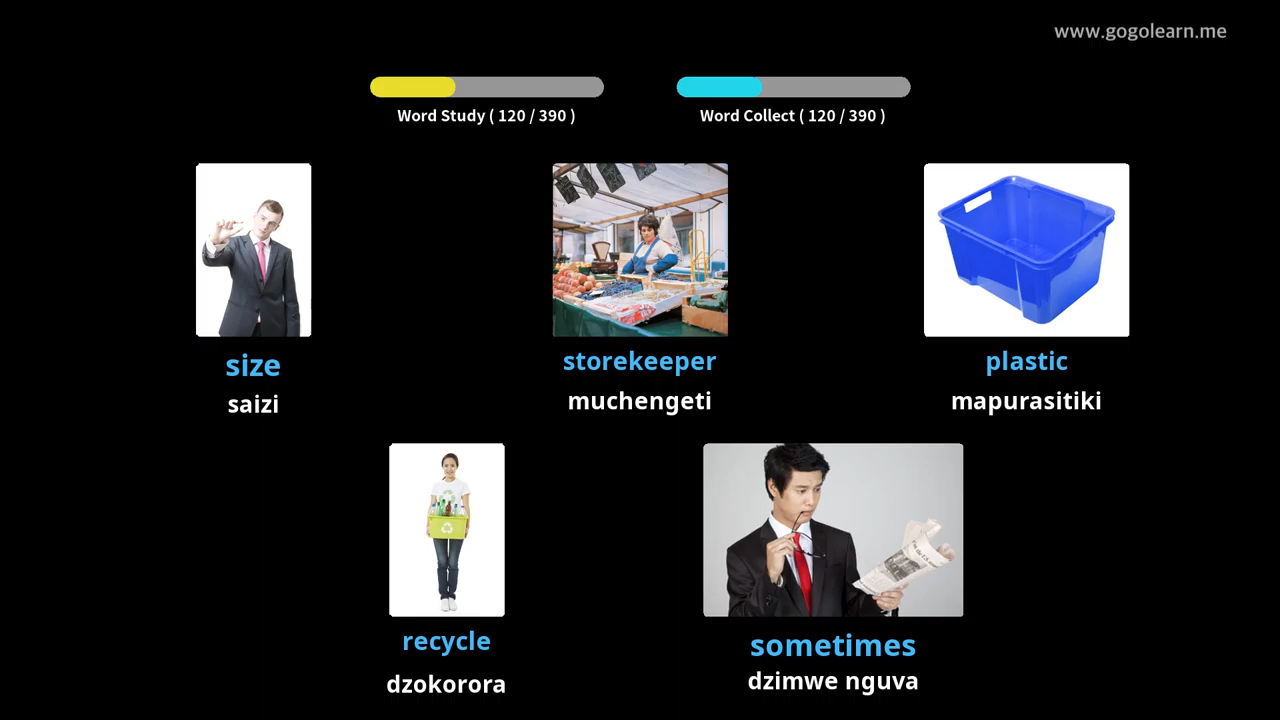 www.gogolearn.me
Word Study ( 120 / 390 )
Word Collect ( 120 / 390 )
size
saizi
storekeeper
muchengeti
plastic
mapurasitiki
recycle
dzokorora
sometimes
dzimwe nguva